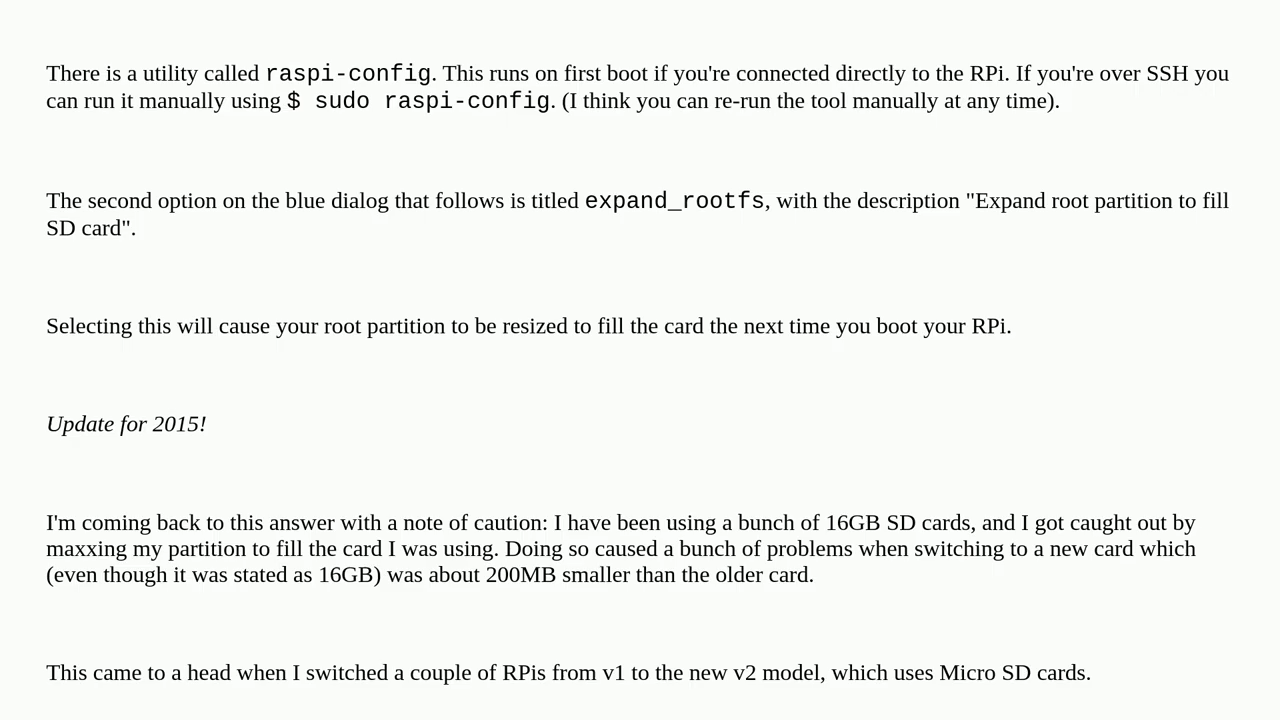 There is a utility called raspi-config. This runs on first boot if you're connected directly to the RPi. If you're over SSH you
can run it manually using $ sudo raspi-config. (I think you can re-run the tool manually at any time).
The second option on the blue dialog that follows is titled expand_rootfs, with the description "Expand root partition to fill
SD card".
Selecting this will cause your root partition to be resized to fill the card the next time you boot your RPi.
Update for 2015!
I'm coming back to this answer with a note of caution: I have been using a bunch of 16GB SD cards, and I got caught out by
maxxing my partition to fill the card I was using. Doing so caused a bunch of problems when switching to a new card which
(even though it was stated as 16GB) was about 200MB smaller than the older card.
This came to a head when I switched a couple of RPis from v1 to the new v2 model, which uses Micro SD cards.